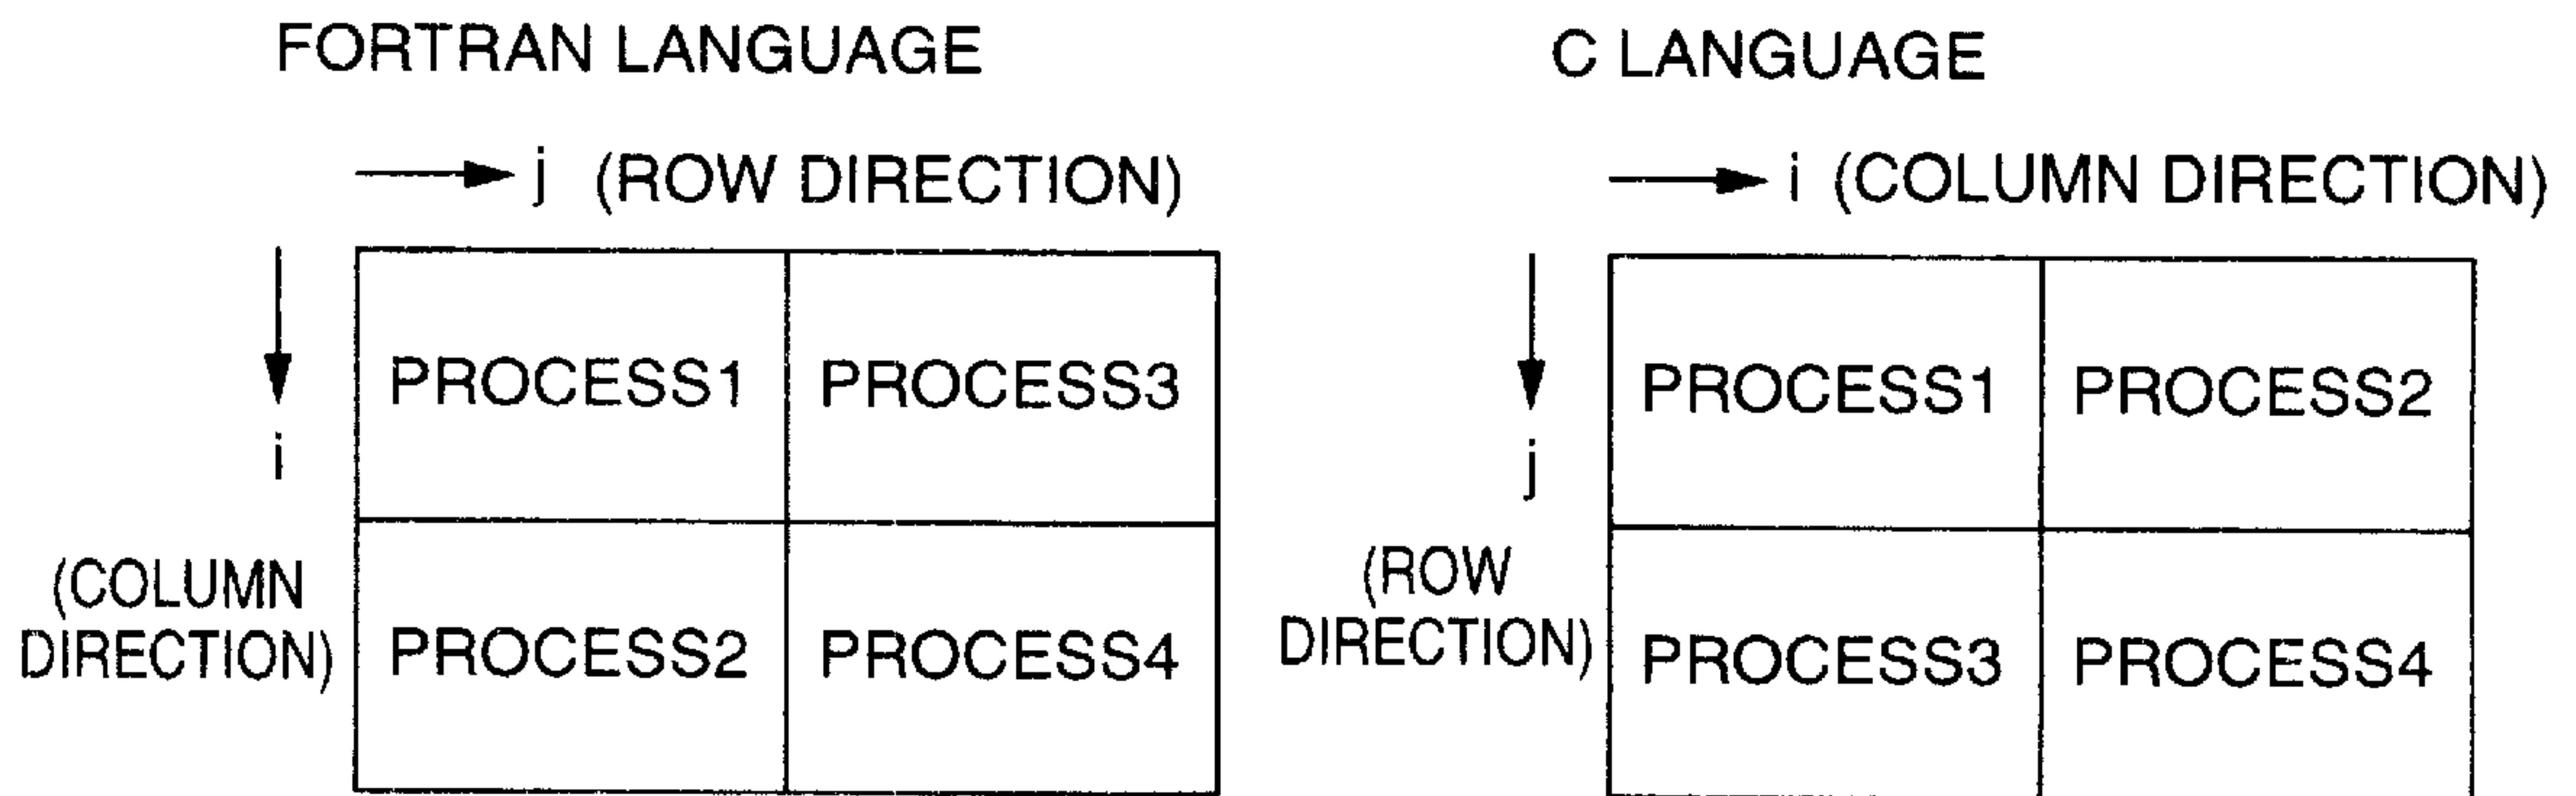 FORTRAN LANGUAGE
j (ROW DIRECTION)
i
(COLUMN
DIRECTION)
PROCESS1
PROCESS3
PROCESS2
PROCESS4
C LANGUAGE
i (COLUMN DIRECTION)
j
(ROW
DIRECTION)
PROCESS1
PROCESS2
PROCESS3
PROCESS4